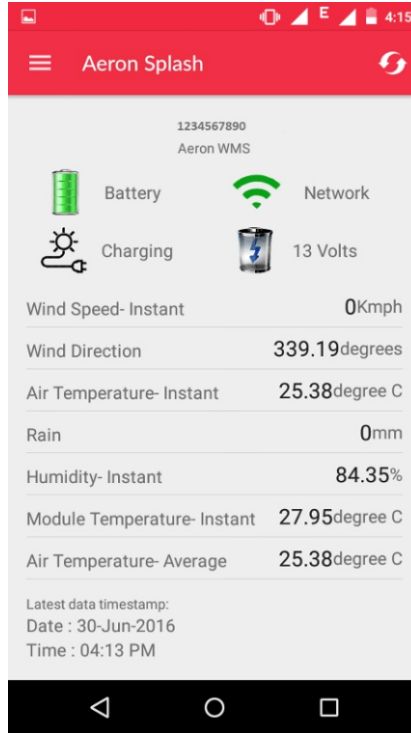 E 4:15
Aeron Splash
1234567890
Aeron WMS
Battery Network
Charging 13 Volts
Wind Speed- Instant 0Kmph
Wind Direction 339.19degrees
Air Temperature- Instant 25.38degree C
Rain 0mm
Humidity- Instant 84.35%
Module Temperature- Instant 27.95degree C
Air Temperature- Average 25.38degree C
Latest data timestamp:
Date : 30-Jun-2016
Time : 04:13 PM